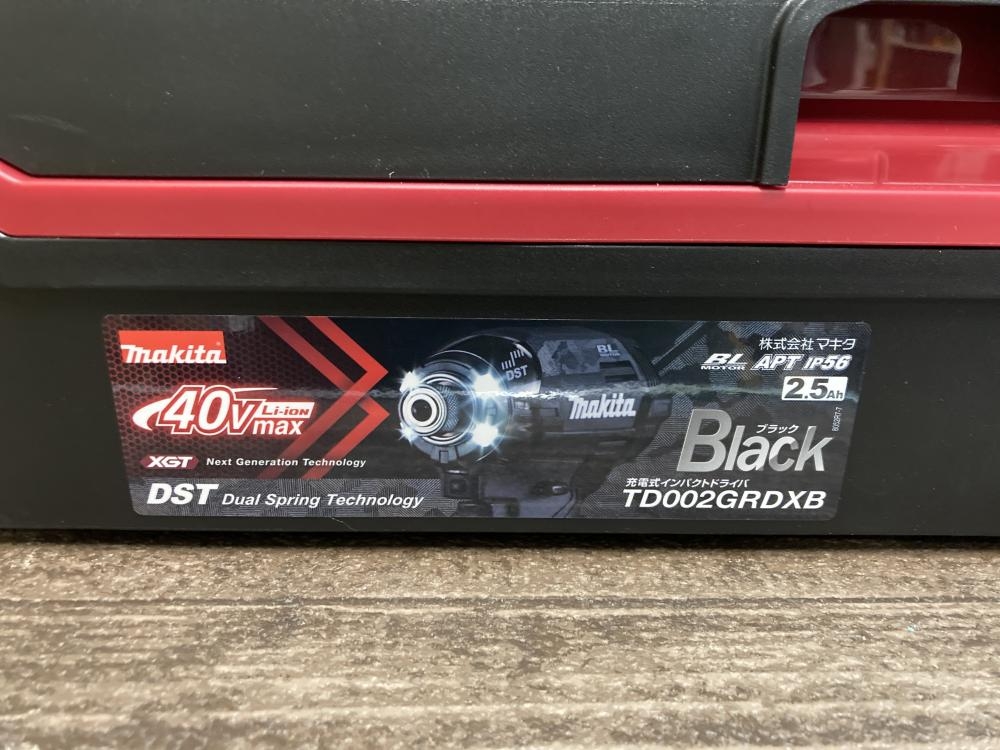 makita
40Vmax Li-ion
XGT Next Generation Technology
DST Dual Spring Technology
DST
BL
MOTOR
makita
株式会社マキタ
BL MOTOR APT IP56
2.5Ah
ブラック
Black
充電式インパクトドライバ
TD002GRDXB